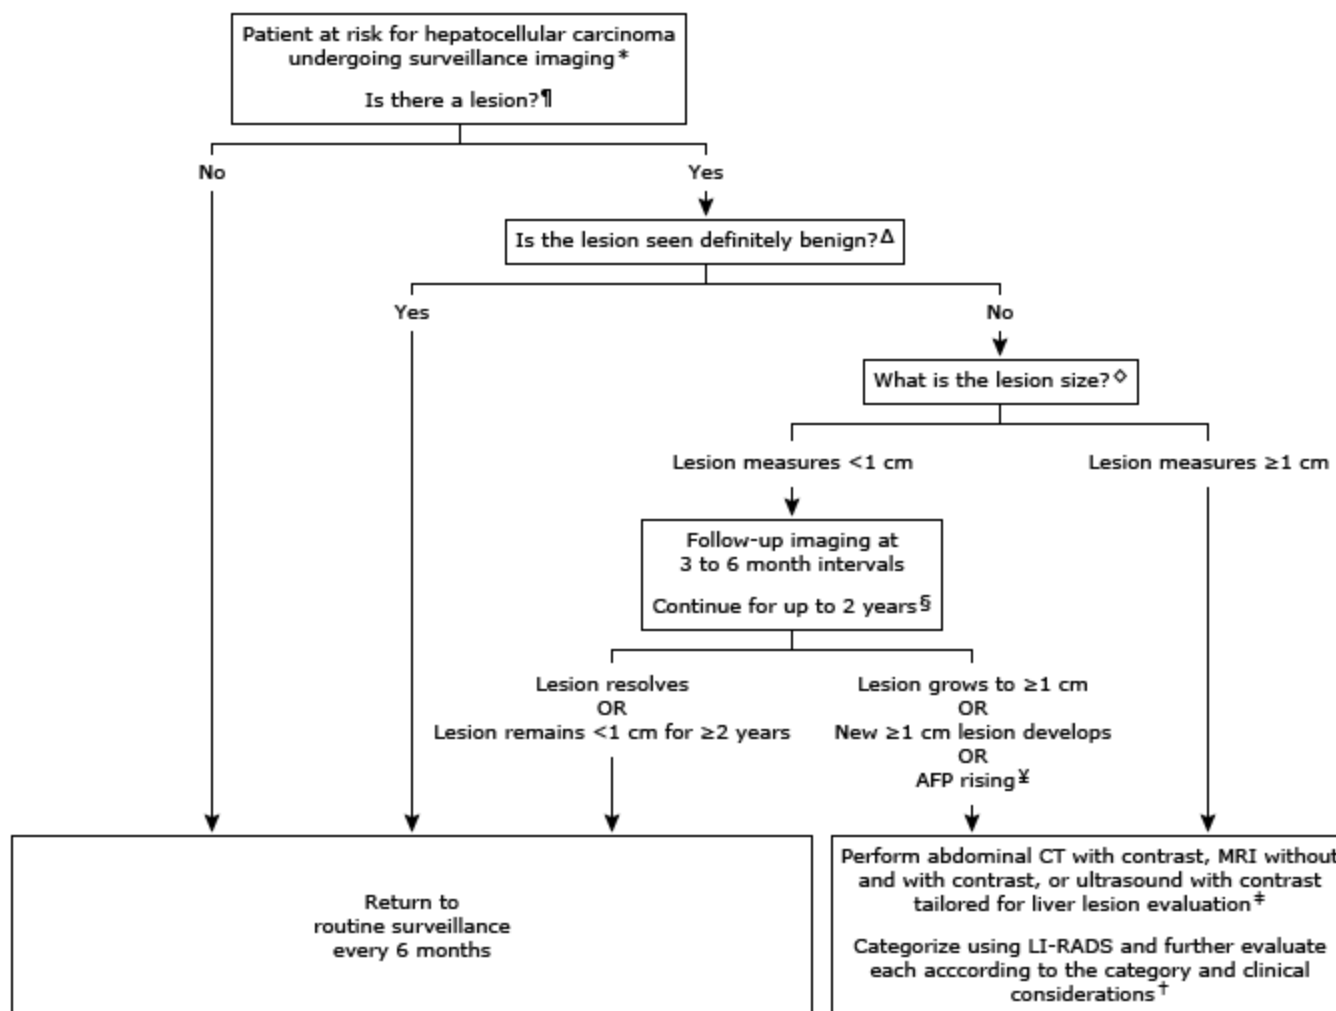 Patient at risk for hepatocellular carcinoma
undergoing surveillance imaging*
Is there a lesion?¶
No
Yes
Is the lesion seen definitely benign?Δ
Yes
No
What is the lesion size?◇
Lesion measures <1 cm
Lesion measures ≥1 cm
Follow-up imaging at
3 to 6 month intervals
Continue for up to 2 years§
Lesion resolves
OR
Lesion remains <1 cm for ≥2 years
Lesion grows to ≥1 cm
OR
New ≥1 cm lesion develops
OR
AFP rising¥
Return to
routine surveillance
every 6 months
Perform abdominal CT with contrast, MRI without
and with contrast, or ultrasound with contrast
tailored for liver lesion evaluation‡
Categorize using LI-RADS and further evaluate
each acccording to the category and clinical
considerations†